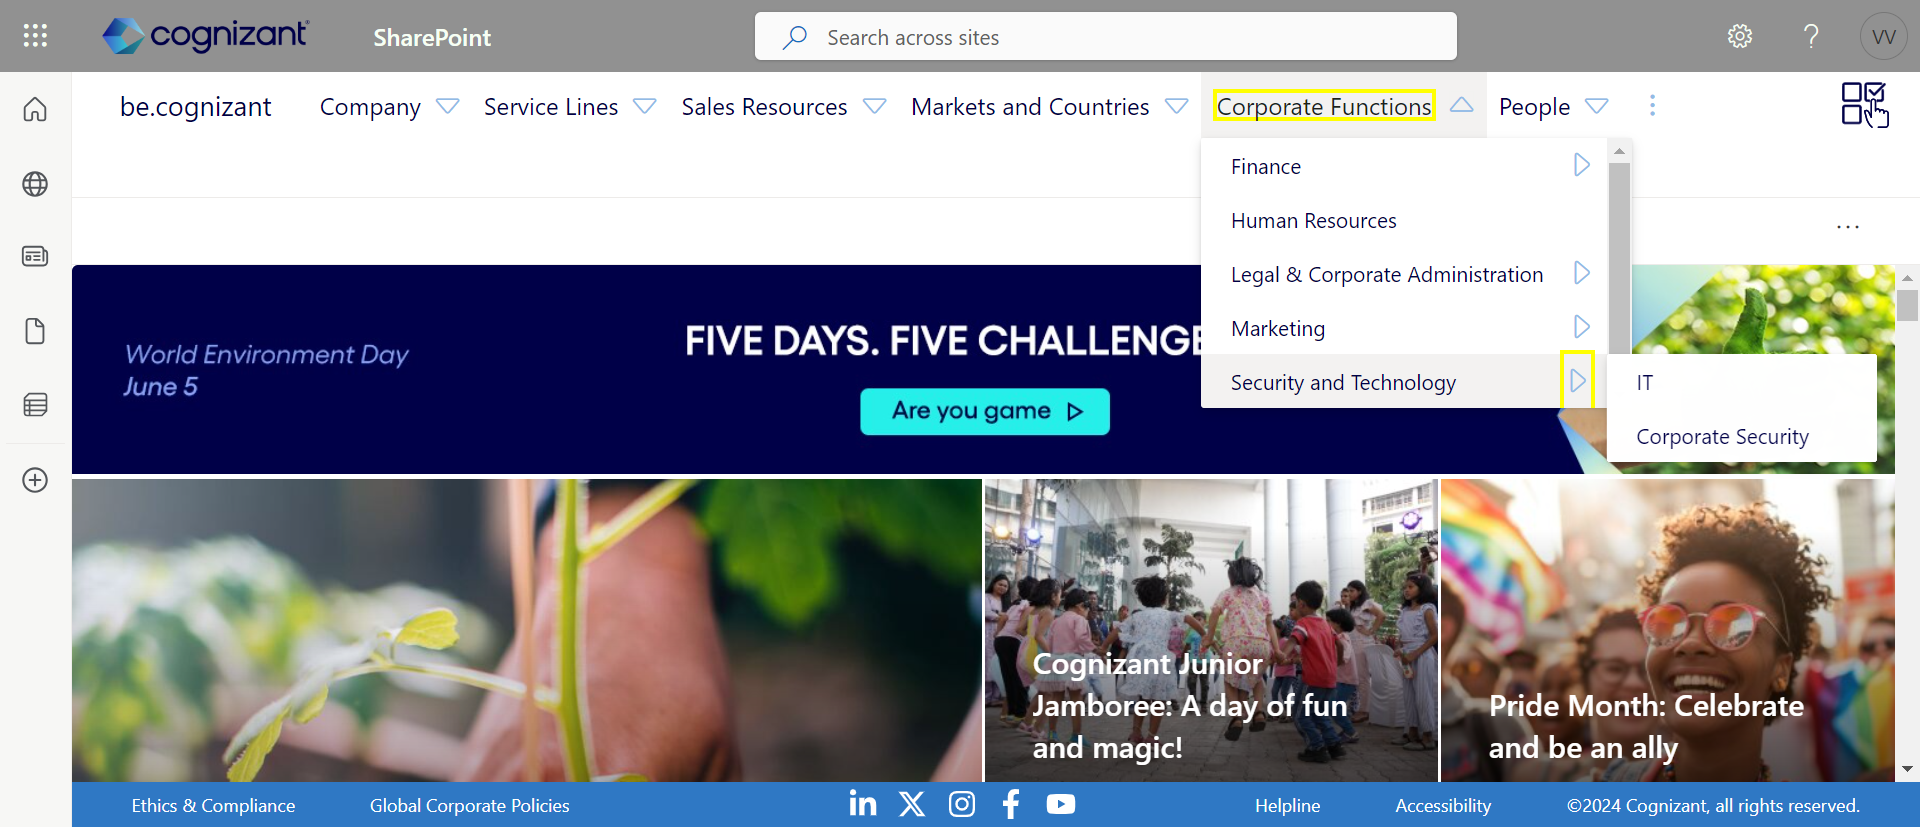 cognizant
SharePoint
Search across sites
?
VV
be.cognizant
Company
Service Lines
Sales Resources
Markets and Countries
Corporate Functions
People
Finance
Human Resources
Legal & Corporate Administration
Marketing
Security and Technology
IT
Corporate Security
World Environment Day
June 5
FIVE DAYS. FIVE CHALLENGE
Are you game
Cognizant Junior
Jamboree: A day of fun
and magic!
Pride Month: Celebrate
and be an ally
Ethics & Compliance
Global Corporate Policies
Helpline
Accessibility
©2024 Cognizant, all rights reserved.